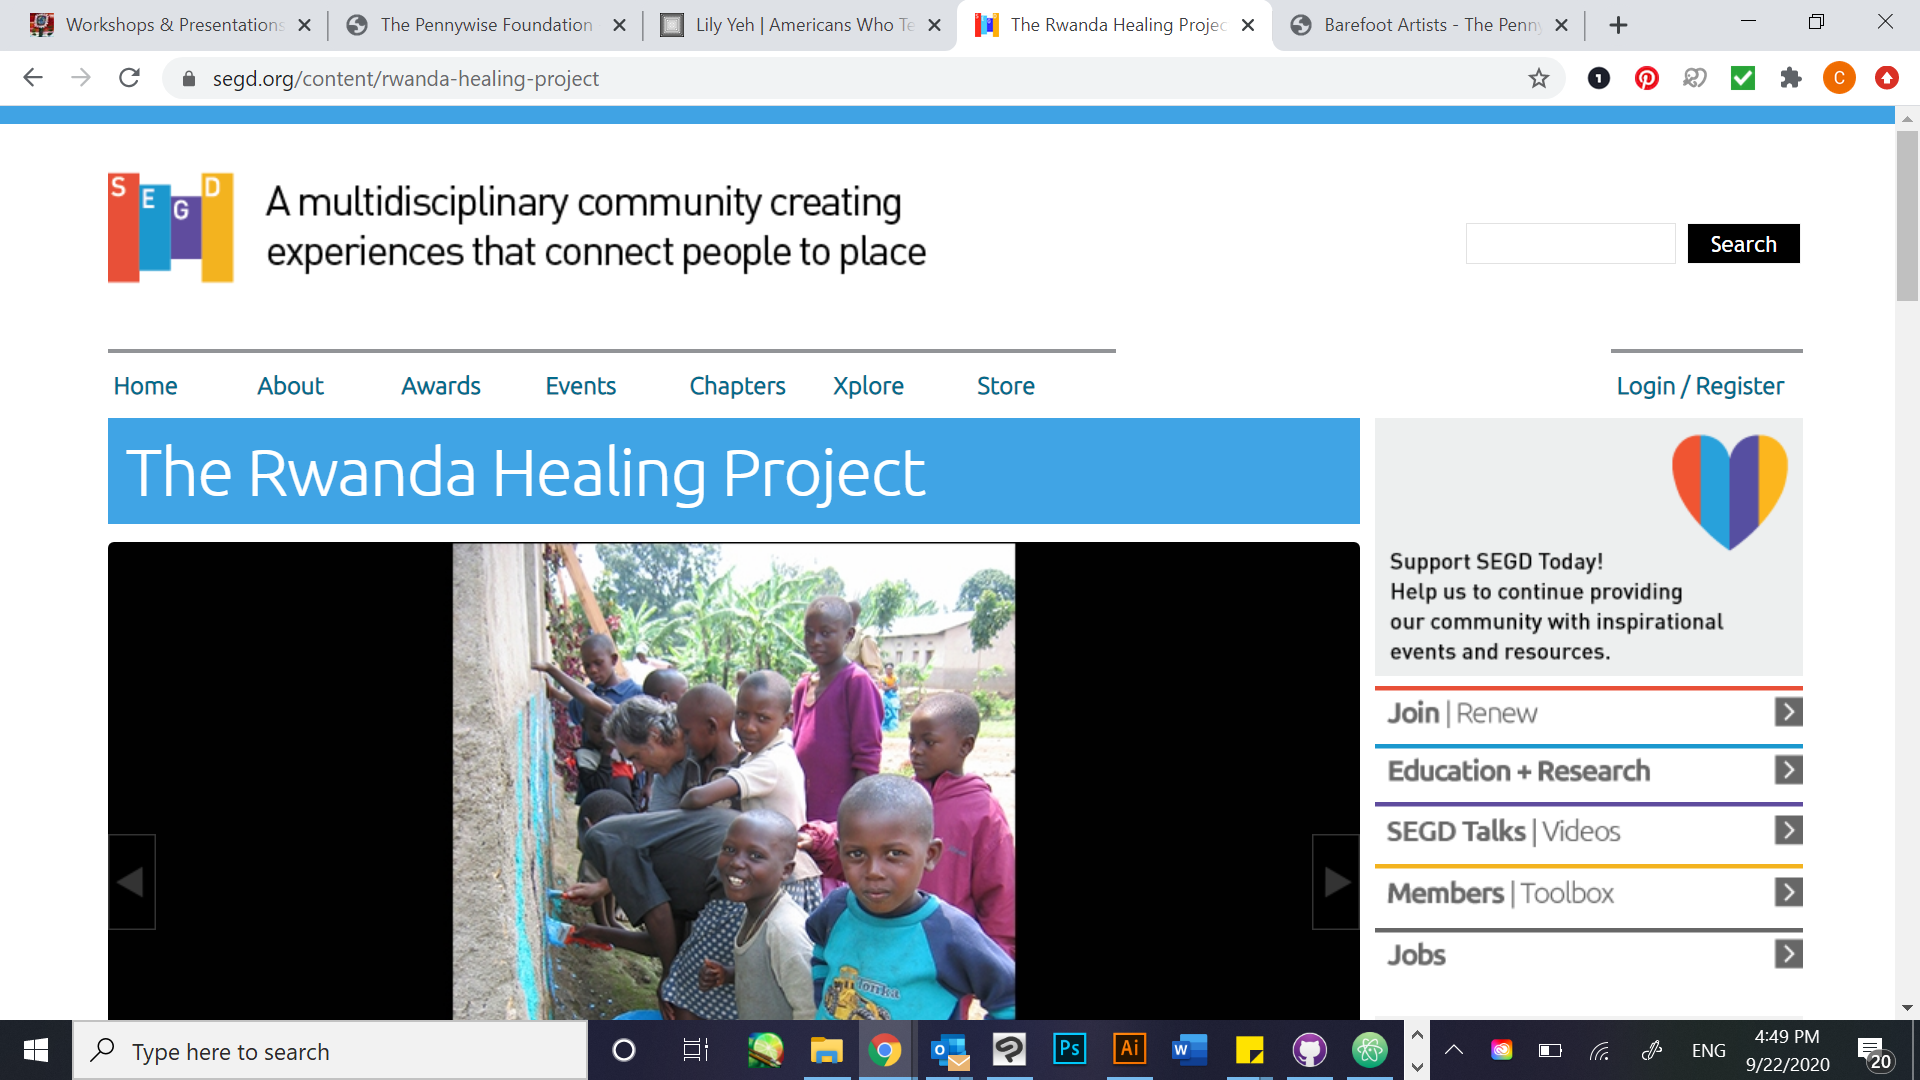 Workshops & Presentations
The Pennywise Foundation
Lily Yeh | Americans Who Te
The Rwanda Healing Projec
Barefoot Artists - The Penny
segd.org/content/rwanda-healing-project
1
C
S E G D
A multidisciplinary community creating
experiences that connect people to place
Search
Home About Awards Events Chapters Xplore Store Login / Register
The Rwanda Healing Project
Support SEGD Today!
Help us to continue providing
our community with inspirational
events and resources.
Join | Renew
Education + Research
SEGD Talks | Videos
Members | Toolbox
Jobs
Tonka
Type here to search
Ps
Ai
W
ENG
4:49 PM
9/22/2020
20